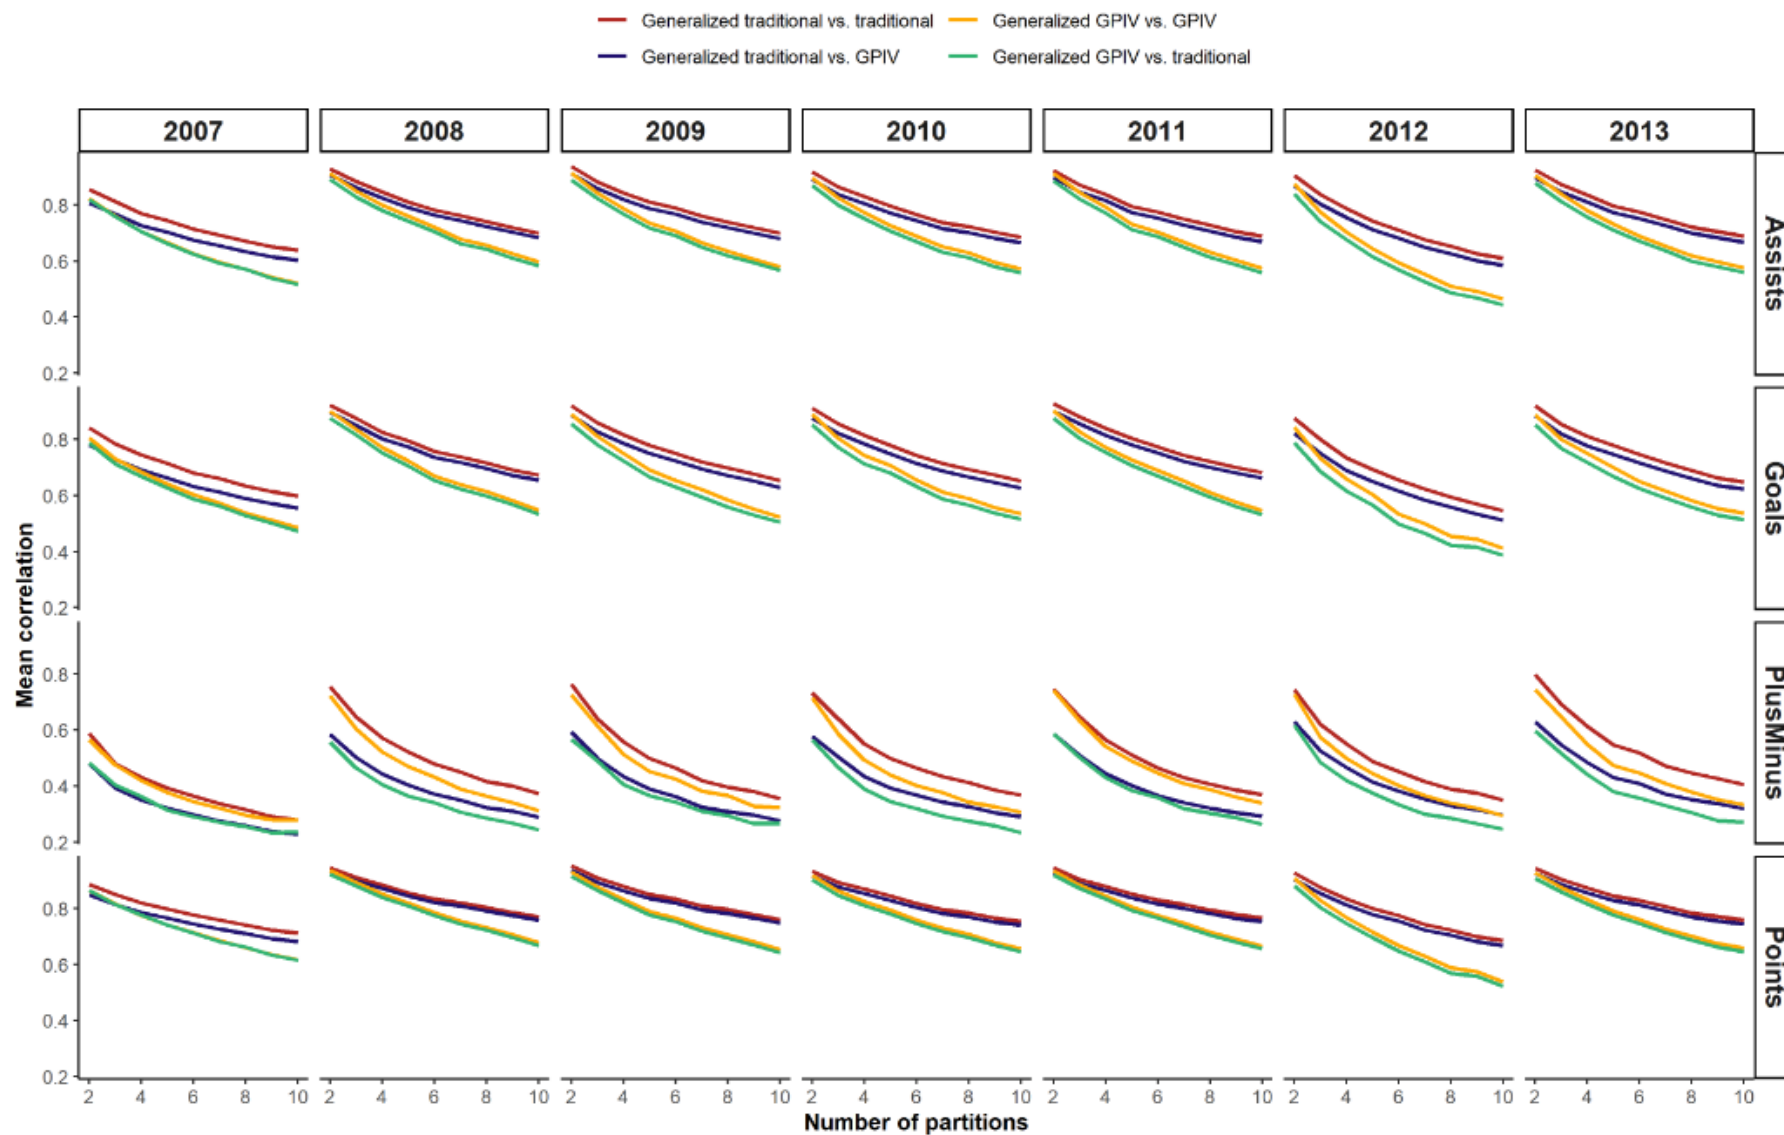 Generalized traditional vs. traditional Generalized GPIV vs. GPIV
Generalized traditional vs. GPIV Generalized GPIV vs. traditional
2007 2008 2009 2010 2011 2012 2013
Mean correlation
0.8
0.6
0.4
0.2
Assists
0.8
0.6
0.4
0.2
Goals
0.8
0.6
0.4
0.2
PlusMinus
0.8
0.6
0.4
0.2
Points
2 4 6 8 10 2 4 6 8 10 2 4 6 8 10 2 4 6 8 10 2 4 6 8 10 2 4 6 8 10 2 4 6 8 10
Number of partitions